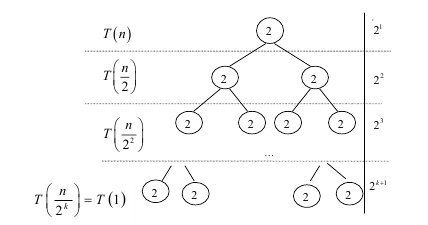 T(n) 2 2^1
T(n/2) 2 2 2^2
T(n/2^2) 2 2 2 2 2^3
...
T(n/2^k) = T(1) 2 2 2 2 2^{k+1}